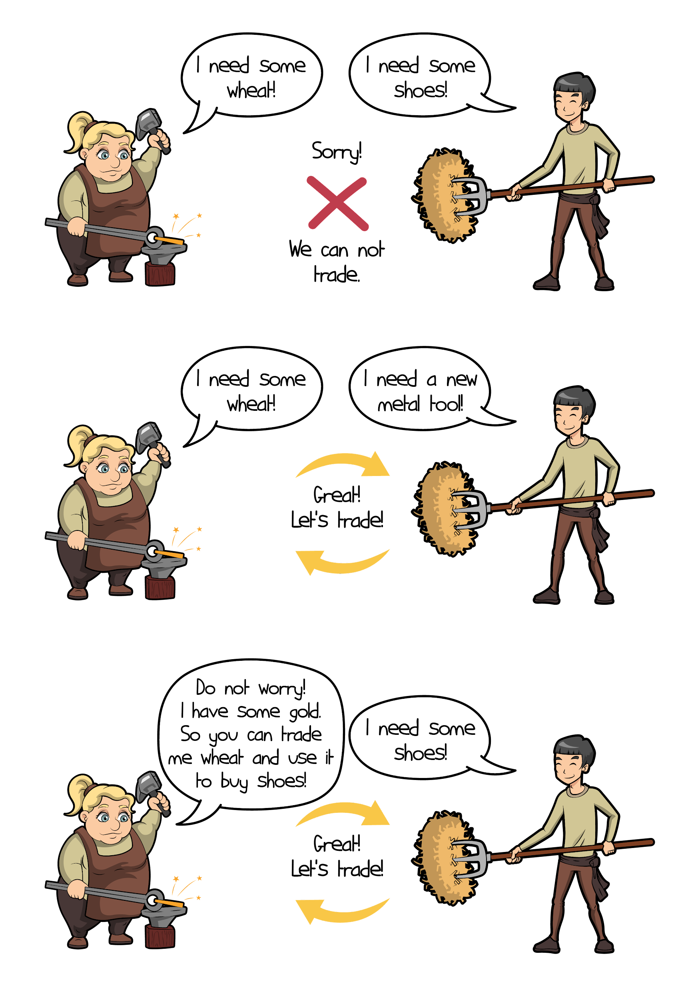 I need some
wheat!
I need some
shoes!
Sorry!
We can not
trade.
I need some
wheat!
I need a new
metal tool!
Great!
Let's trade!
Do not worry!
I have some gold.
So you can trade
me wheat and use it
to buy shoes!
I need some
shoes!
Great!
Let's trade!